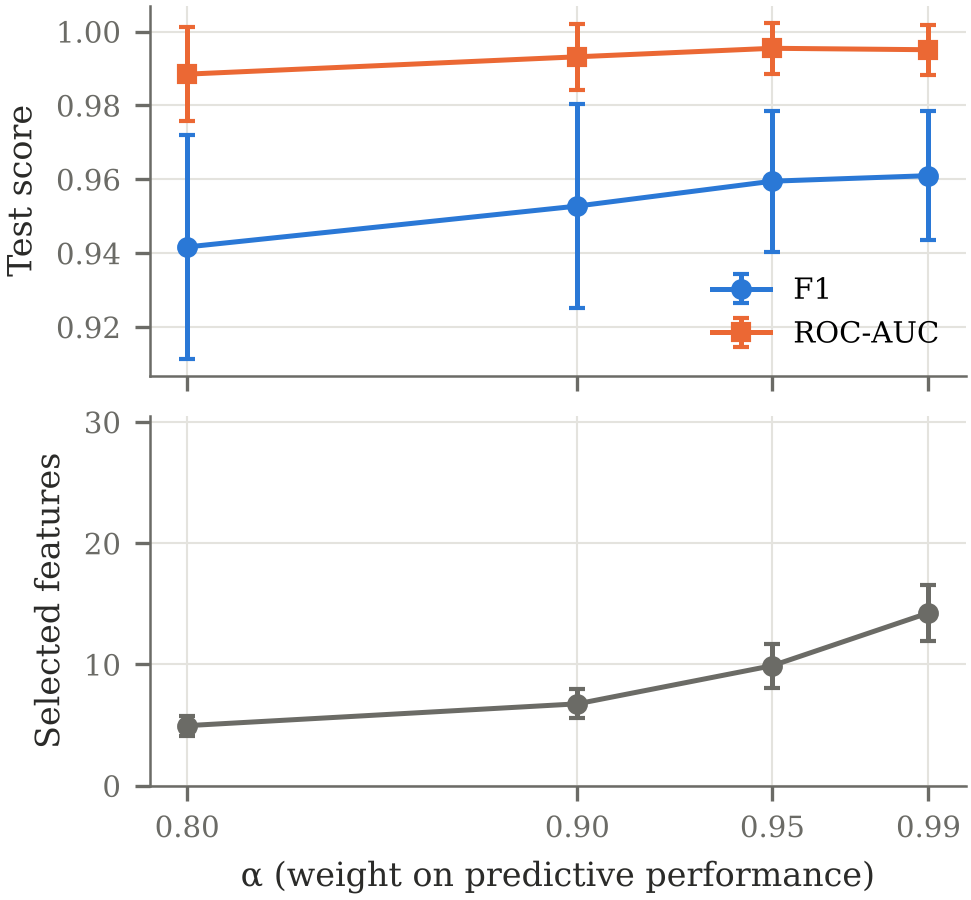 Test score
1.00
0.98
0.96
0.94
0.92
F1
ROC-AUC
Selected features
30
20
10
0
0.80 0.90 0.95 0.99
α (weight on predictive performance)